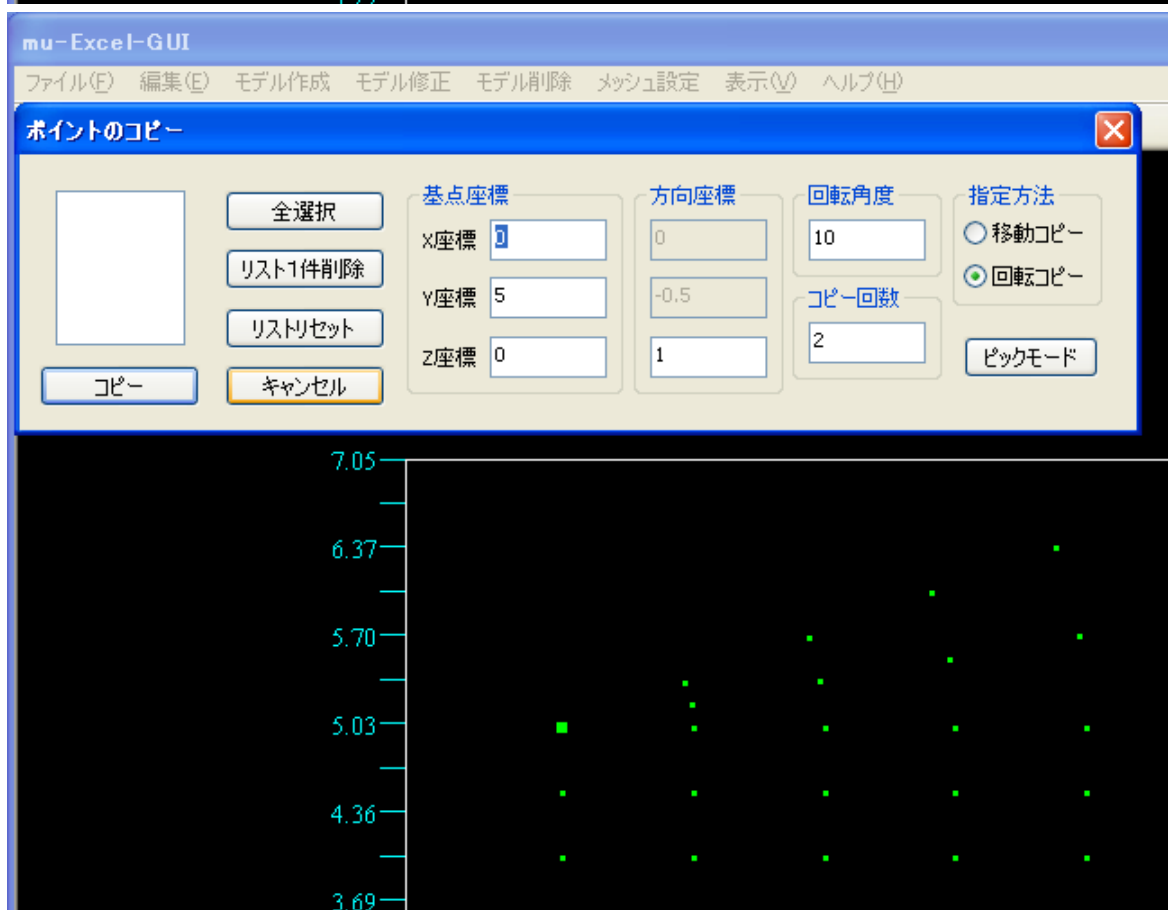 mu-Excel-GUI
ファイル(F) 編集(E) モデル作成 モデル修正 モデル削除 メッシュ設定 表示(V) ヘルプ(H)
ポイントのコピー
全選択
リスト1件削除
リストリセット
コピー
キャンセル
基点座標
X座標 0
Y座標 5
Z座標 0
方向座標
0
-0.5
1
回転角度
10
コピー回数
2
指定方法
移動コピー
回転コピー
ピックモード
7.05
6.37
5.70
5.03
4.36
3.69